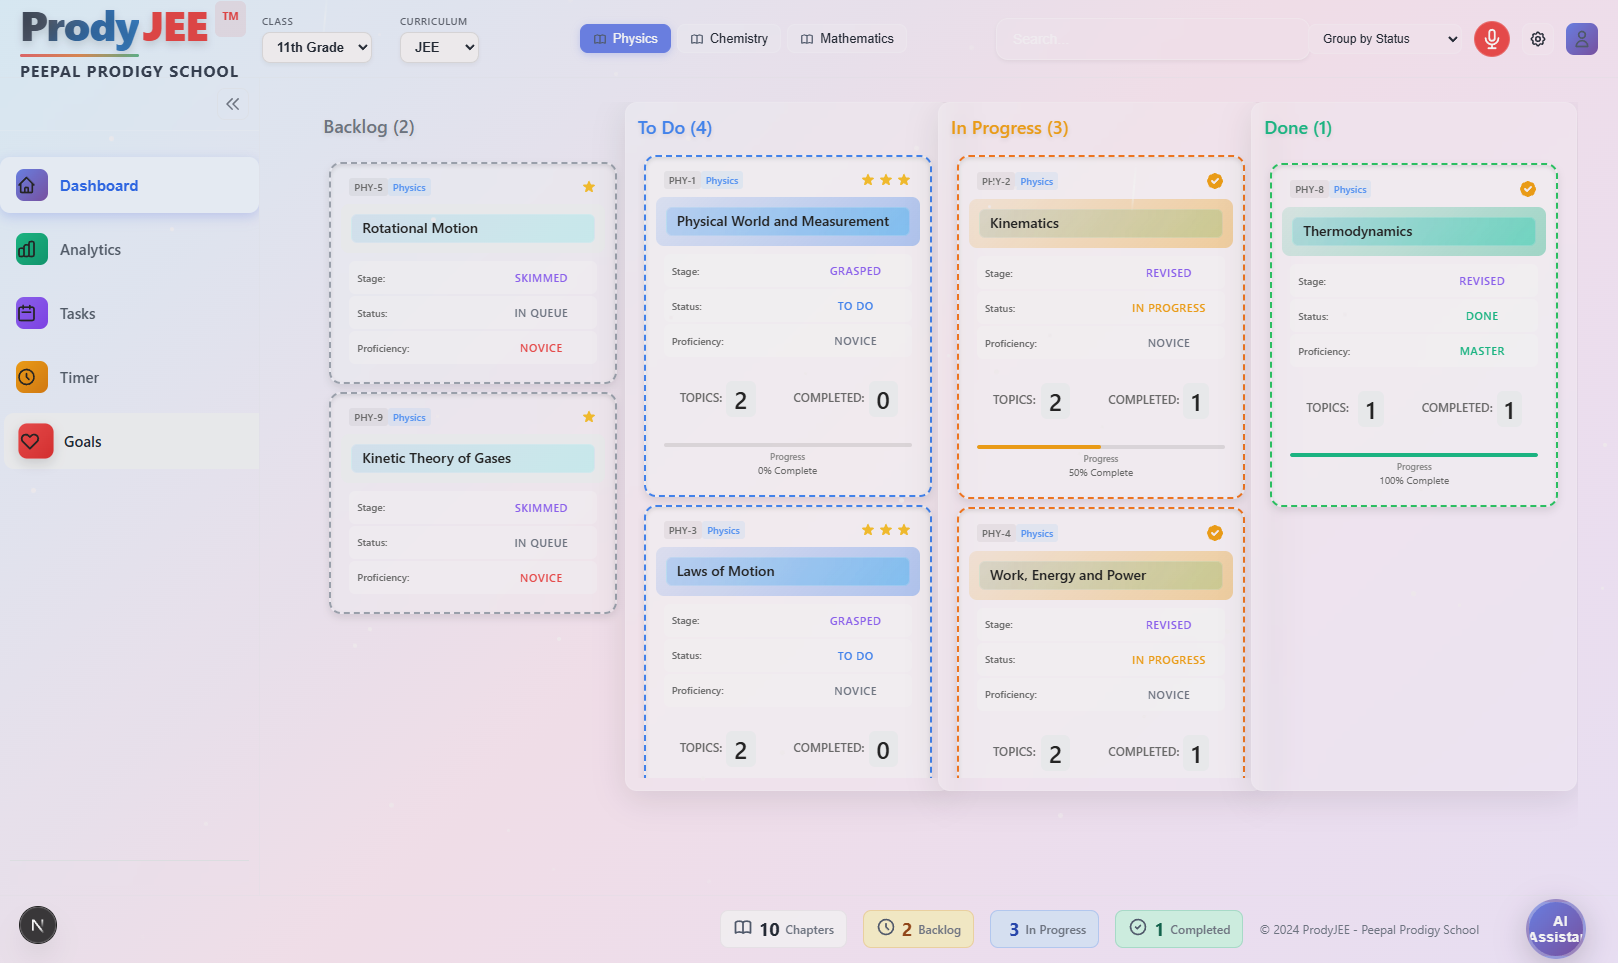 ProdyJEE TM
PEEPAL PRODIGY SCHOOL
CLASS
11th Grade
CURRICULUM
JEE
Physics
Chemistry
Mathematics
Search...
Group by Status
Dashboard
Analytics
Tasks
Timer
Goals
N
Backlog (2)
PHY-5 Physics
Rotational Motion
Stage: SKIMMED
Status: IN QUEUE
Proficiency: NOVICE
PHY-9 Physics
Kinetic Theory of Gases
Stage: SKIMMED
Status: IN QUEUE
Proficiency: NOVICE
To Do (4)
PHY-1 Physics
Physical World and Measurement
Stage: GRASPED
Status: TO DO
Proficiency: NOVICE
TOPICS: 2 COMPLETED: 0
Progress
0% Complete
PHY-3 Physics
Laws of Motion
Stage: GRASPED
Status: TO DO
Proficiency: NOVICE
TOPICS: 2 COMPLETED: 0
In Progress (3)
PHY-2 Physics
Kinematics
Stage: REVISED
Status: IN PROGRESS
Proficiency: NOVICE
TOPICS: 2 COMPLETED: 1
Progress
50% Complete
PHY-4 Physics
Work, Energy and Power
Stage: REVISED
Status: IN PROGRESS
Proficiency: NOVICE
TOPICS: 2 COMPLETED: 1
Done (1)
PHY-8 Physics
Thermodynamics
Stage: REVISED
Status: DONE
Proficiency: MASTER
TOPICS: 1 COMPLETED: 1
Progress
100% Complete
10 Chapters
2 Backlog
3 In Progress
1 Completed
© 2024 ProdyJEE - Peepal Prodigy School
AI
Assista